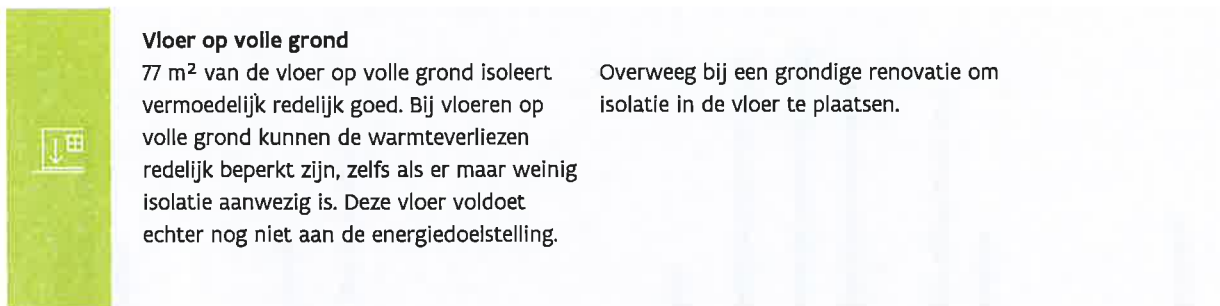 Vloer op volle grond
77 m² van de vloer op volle grond isoleert
vermoedelijk redelijk goed. Bij vloeren op
volle grond kunnen de warmteverliezen
redelijk beperkt zijn, zelfs als er maar weinig
isolatie aanwezig is. Deze vloer voldoet
echter nog niet aan de energiedoelstelling.
Overweeg bij een grondige renovatie om
isolatie in de vloer te plaatsen.